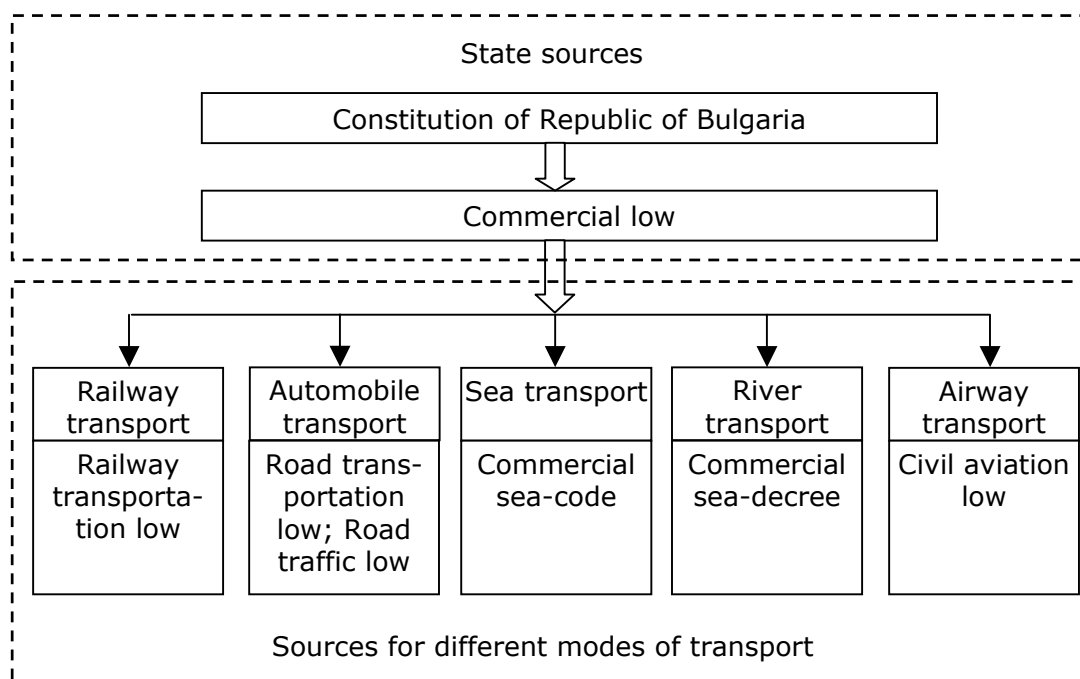 State sources
Constitution of Republic of Bulgaria
Commercial low
Railway
transport
Railway
transporta-
tion low
Automobile
transport
Road trans-
portation
low; Road
traffic low
Sea transport
Commercial
sea-code
River
transport
Commercial
sea-decree
Airway
transport
Civil aviation
low
Sources for different modes of transport